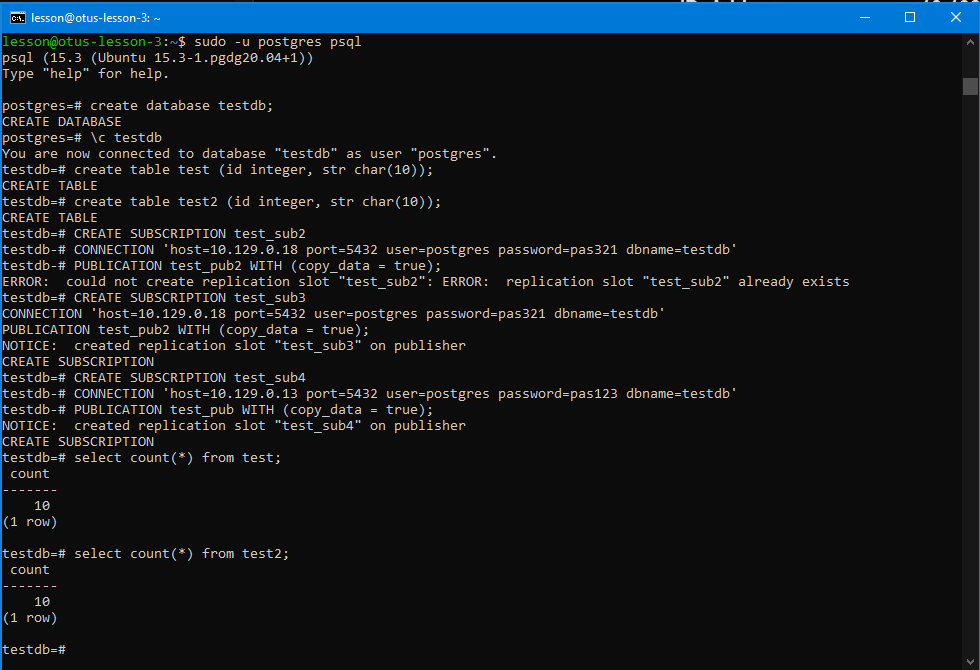 lesson@otus-lesson-3: ~
lesson@otus-lesson-3:~$ sudo -u postgres psql
psql (15.3 (Ubuntu 15.3-1.pgdg20.04+1))
Type "help" for help.
postgres=# create database testdb;
CREATE DATABASE
postgres=# \c testdb
You are now connected to database "testdb" as user "postgres".
testdb=# create table test (id integer, str char(10));
CREATE TABLE
testdb=# create table test2 (id integer, str char(10));
CREATE TABLE
testdb=# CREATE SUBSCRIPTION test_sub2
testdb-# CONNECTION 'host=10.129.0.18 port=5432 user=postgres password=pas321 dbname=testdb'
testdb-# PUBLICATION test_pub2 WITH (copy_data = true);
ERROR:  could not create replication slot "test_sub2": ERROR:  replication slot "test_sub2" already exists
testdb=# CREATE SUBSCRIPTION test_sub3
CONNECTION 'host=10.129.0.18 port=5432 user=postgres password=pas321 dbname=testdb'
PUBLICATION test_pub2 WITH (copy_data = true);
NOTICE:  created replication slot "test_sub3" on publisher
CREATE SUBSCRIPTION
testdb=# CREATE SUBSCRIPTION test_sub4
testdb-# CONNECTION 'host=10.129.0.13 port=5432 user=postgres password=pas123 dbname=testdb'
testdb-# PUBLICATION test_pub WITH (copy_data = true);
NOTICE:  created replication slot "test_sub4" on publisher
CREATE SUBSCRIPTION
testdb=# select count(*) from test;
 count
-------
    10
(1 row)
testdb=# select count(*) from test2;
 count
-------
    10
(1 row)
testdb=#